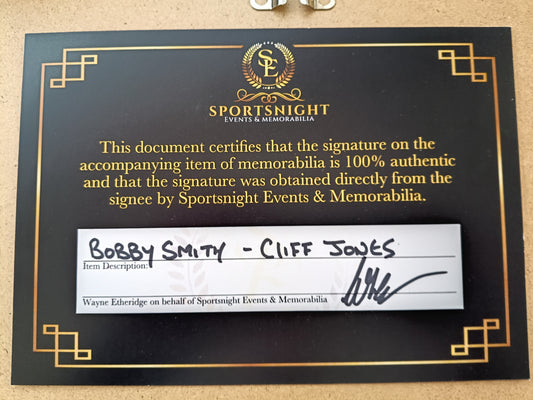 SE
SPORTSNIGHT
EVENTS & MEMORABILIA
This document certifies that the signature on the
accompanying item of memorabilia is 100% authentic
and that the signature was obtained directly from the
signee by Sportsnight Events & Memorabilia.
BOBBY SMITH - CLIFF JONES
Item Description:
Wayne Etheridge on behalf of Sportsnight Events & Memorabilia